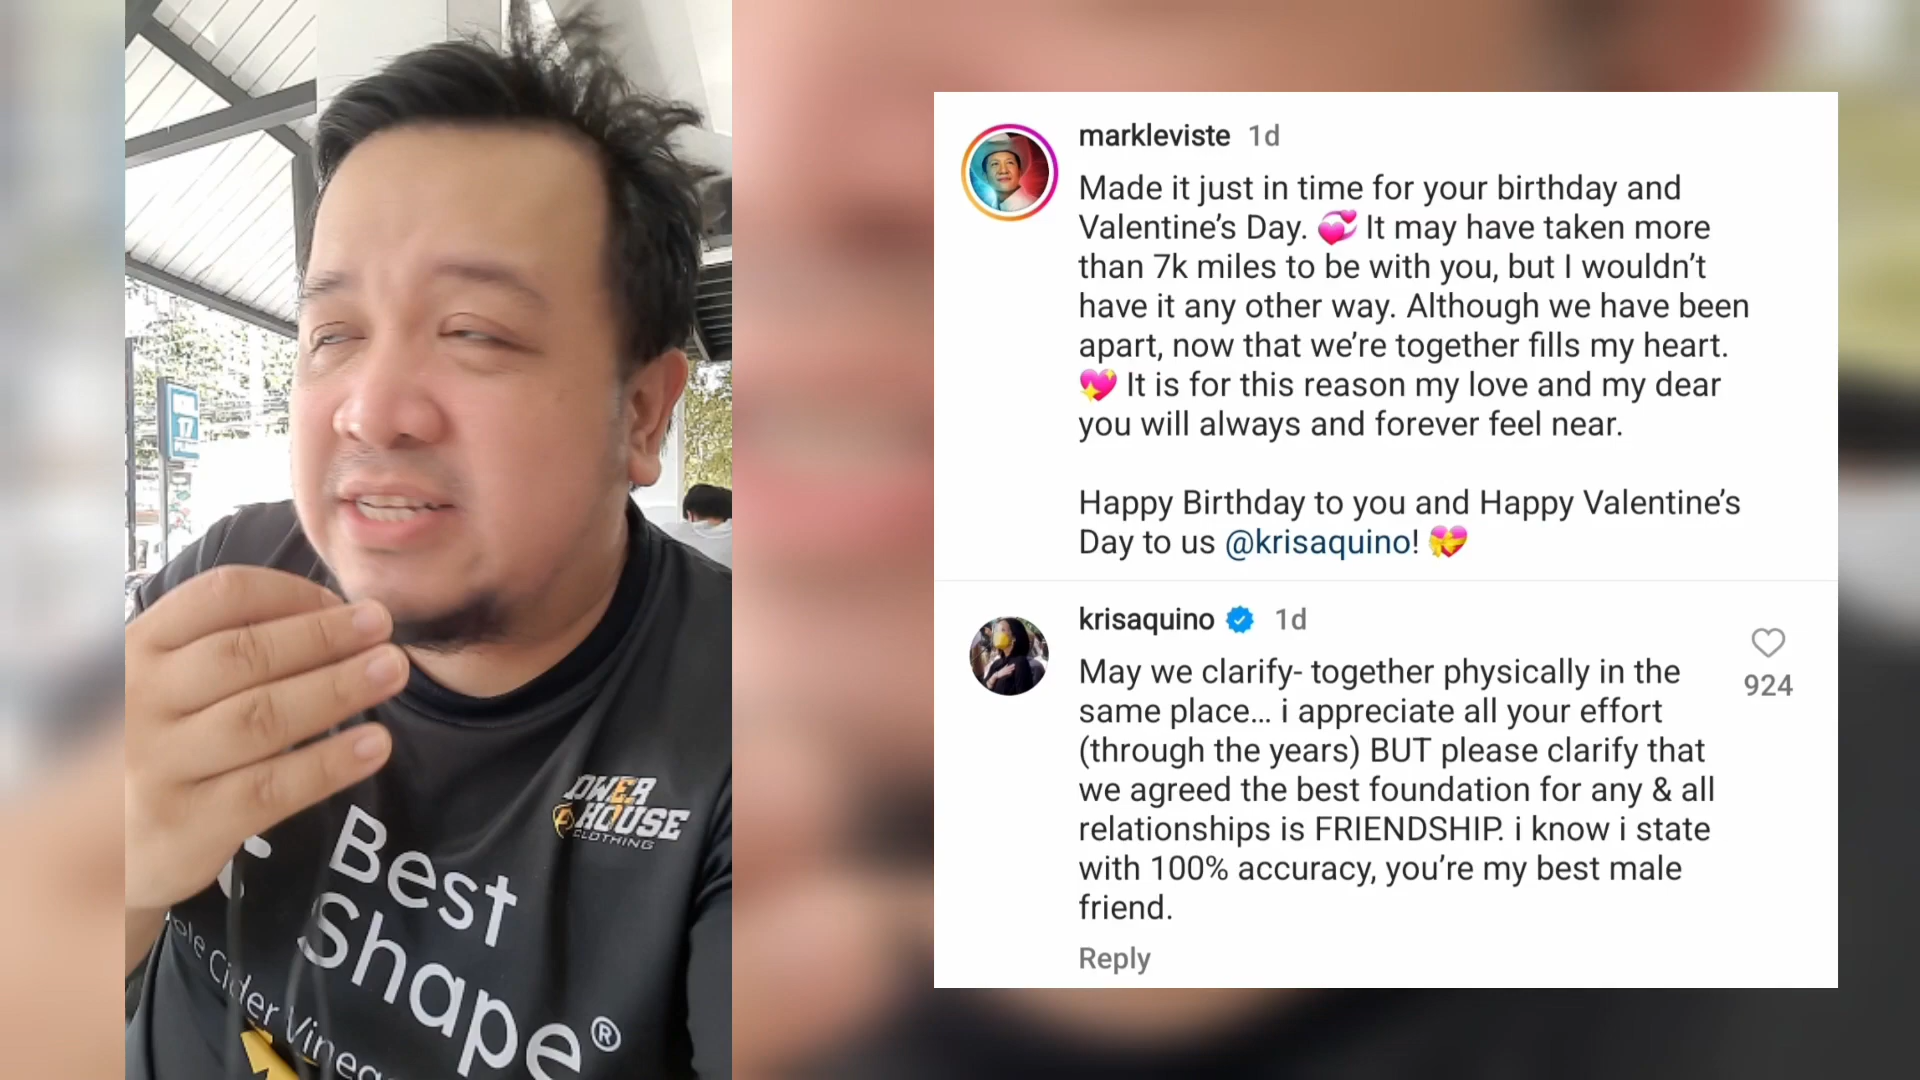 17
POWER
HOUSE
CLOTHING
Best
Shape®
Cider Vinega
markleviste 1d
Made it just in time for your birthday and
Valentine’s Day. 💞 It may have taken more
than 7k miles to be with you, but I wouldn’t
have it any other way. Although we have been
apart, now that we’re together fills my heart.
💖 It is for this reason my love and my dear
you will always and forever feel near.
Happy Birthday to you and Happy Valentine’s
Day to us @krisaquino! 💝
krisaquino 1d
May we clarify- together physically in the
same place… i appreciate all your effort
(through the years) BUT please clarify that
we agreed the best foundation for any & all
relationships is FRIENDSHIP. i know i state
with 100% accuracy, you’re my best male
friend.
924
Reply